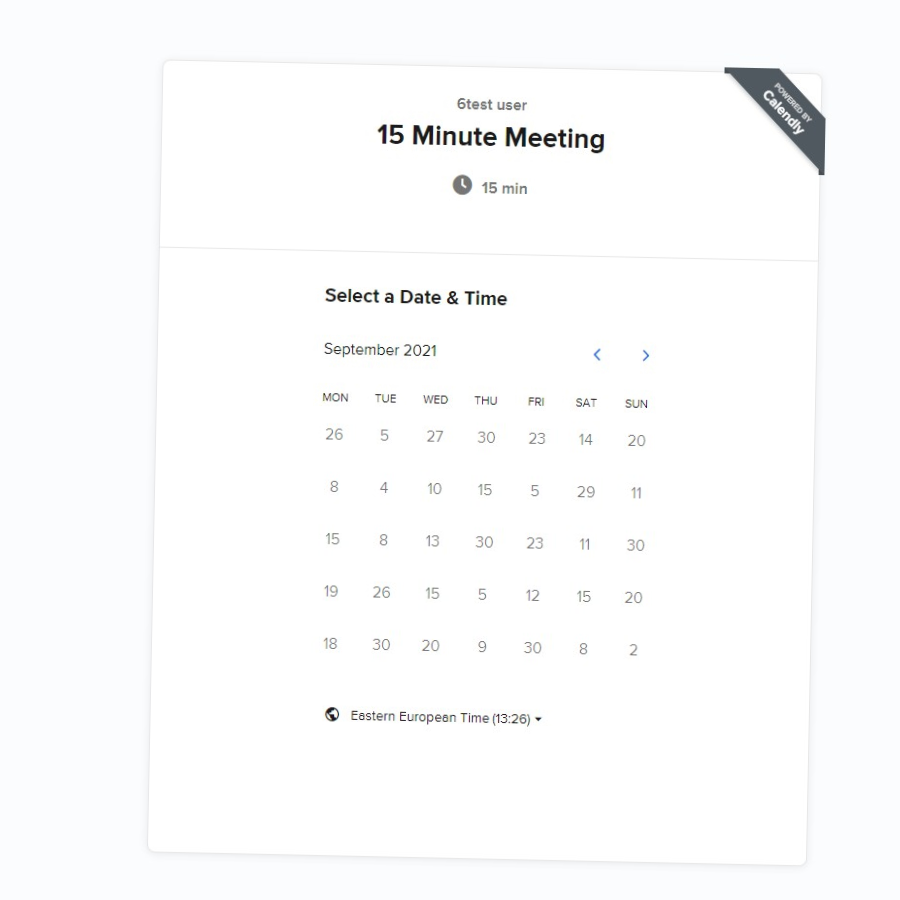 POWERED BY
Calendly
6test user
15 Minute Meeting
15 min
Select a Date & Time
September 2021
MON TUE WED THU FRI SAT SUN
26 5 27 30 23 14 20
8 4 10 15 5 29 11
15 8 13 30 23 11 30
19 26 15 5 12 15 20
18 30 20 9 30 8 2
Eastern European Time (13:26)